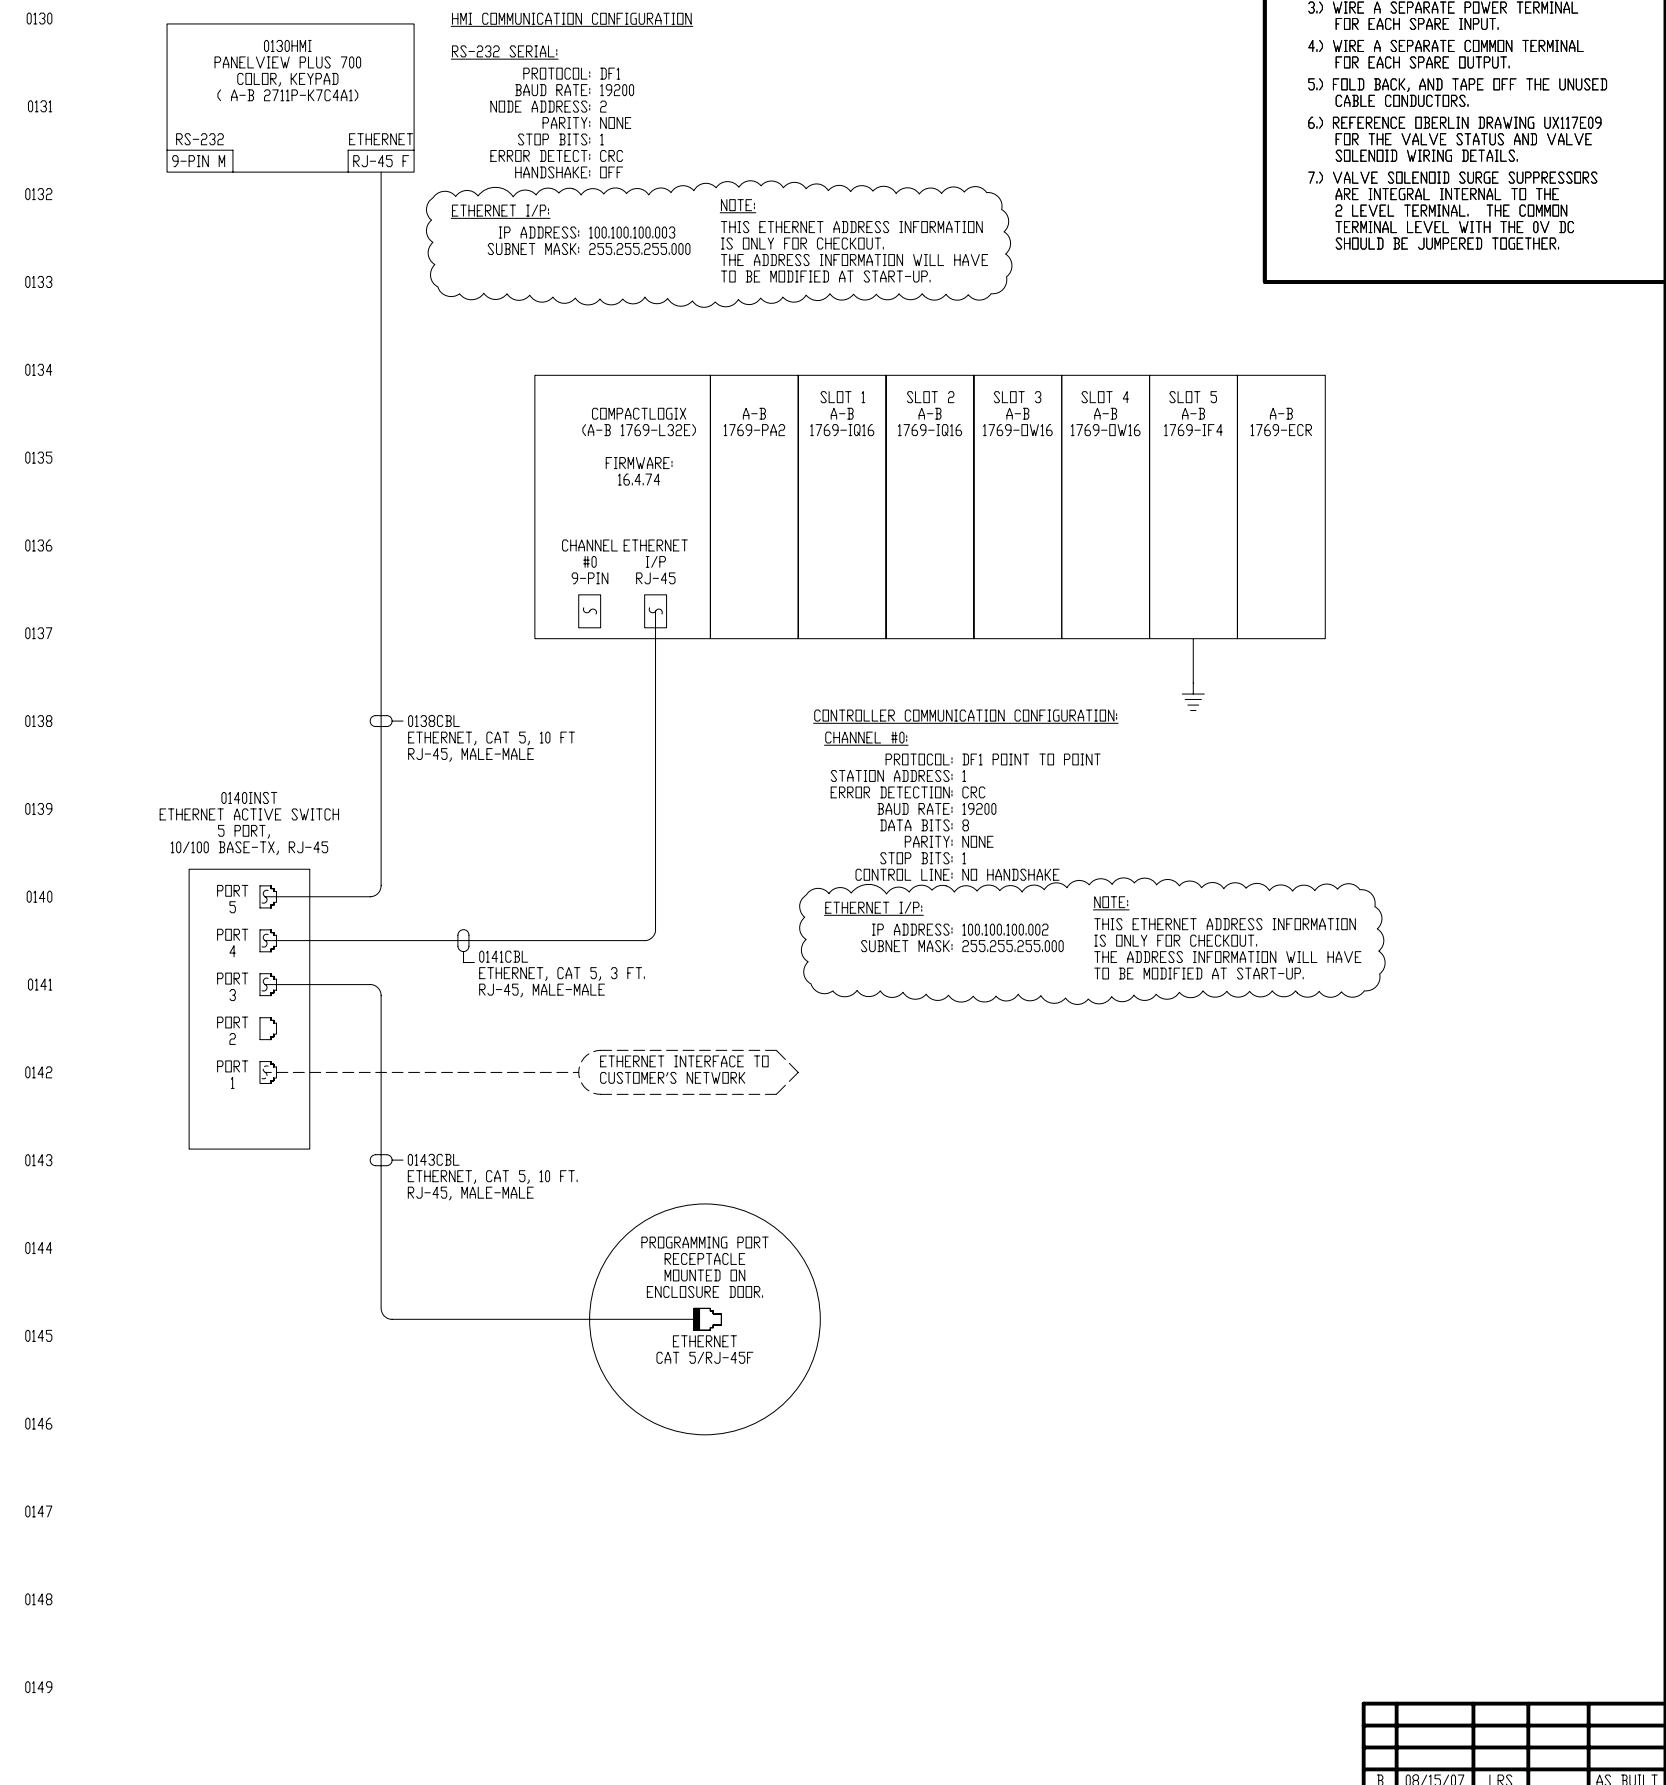 0130
0131
0132
0133
0134
0135
0136
0137
0138
0139
0140
0141
0142
0143
0144
0145
0146
0147
0148
0149
0130HMI
PANELVIEW PLUS 700
COLOR, KEYPAD
( A-B 2711P-K7C4A1)
RS-232
9-PIN M
ETHERNET
RJ-45 F
HMI COMMUNICATION CONFIGURATION
RS-232 SERIAL:
PROTOCOL: DF1
BAUD RATE: 19200
NODE ADDRESS: 2
PARITY: NONE
STOP BITS: 1
ERROR DETECT: CRC
HANDSHAKE: OFF
ETHERNET I/P:
IP ADDRESS: 100.100.100.003
SUBNET MASK: 255.255.255.000
NOTE:
THIS ETHERNET ADDRESS INFORMATION
IS ONLY FOR CHECKOUT.
THE ADDRESS INFORMATION WILL HAVE
TO BE MODIFIED AT START-UP.
3.) WIRE A SEPARATE POWER TERMINAL
FOR EACH SPARE INPUT.
4.) WIRE A SEPARATE COMMON TERMINAL
FOR EACH SPARE OUTPUT.
5.) FOLD BACK, AND TAPE OFF THE UNUSED
CABLE CONDUCTORS.
6.) REFERENCE OBERLIN DRAWING UX117E09
FOR THE VALVE STATUS AND VALVE
SOLENOID WIRING DETAILS.
7.) VALVE SOLENOID SURGE SUPPRESSORS
ARE INTEGRAL INTERNAL TO THE
2 LEVEL TERMINAL. THE COMMON
TERMINAL LEVEL WITH THE 0V DC
SHOULD BE JUMPERED TOGETHER.
COMPACTLOGIX
(A-B 1769-L32E)
FIRMWARE:
16.4.74
CHANNEL
#0
9-PIN
ETHERNET
I/P
RJ-45
A-B
1769-PA2
SLOT 1
A-B
1769-IQ16
SLOT 2
A-B
1769-IQ16
SLOT 3
A-B
1769-OW16
SLOT 4
A-B
1769-OW16
SLOT 5
A-B
1769-IF4
A-B
1769-ECR
0138CBL
ETHERNET, CAT 5, 10 FT
RJ-45, MALE-MALE
CONTROLLER COMMUNICATION CONFIGURATION:
CHANNEL #0:
PROTOCOL: DF1 POINT TO POINT
STATION ADDRESS: 1
ERROR DETECTION: CRC
BAUD RATE: 19200
DATA BITS: 8
PARITY: NONE
STOP BITS: 1
CONTROL LINE: NO HANDSHAKE
ETHERNET I/P:
IP ADDRESS: 100.100.100.002
SUBNET MASK: 255.255.255.000
NOTE:
THIS ETHERNET ADDRESS INFORMATION
IS ONLY FOR CHECKOUT.
THE ADDRESS INFORMATION WILL HAVE
TO BE MODIFIED AT START-UP.
0140INST
ETHERNET ACTIVE SWITCH
5 PORT,
10/100 BASE-TX, RJ-45
PORT
5
PORT
4
PORT
3
PORT
2
PORT
1
0141CBL
ETHERNET, CAT 5, 3 FT.
RJ-45, MALE-MALE
ETHERNET INTERFACE TO
CUSTOMER'S NETWORK
0143CBL
ETHERNET, CAT 5, 10 FT.
RJ-45, MALE-MALE
PROGRAMMING PORT
RECEPTACLE
MOUNTED ON
ENCLOSURE DOOR.
ETHERNET
CAT 5/RJ-45F
B 08/15/07 LRS AS BUILT